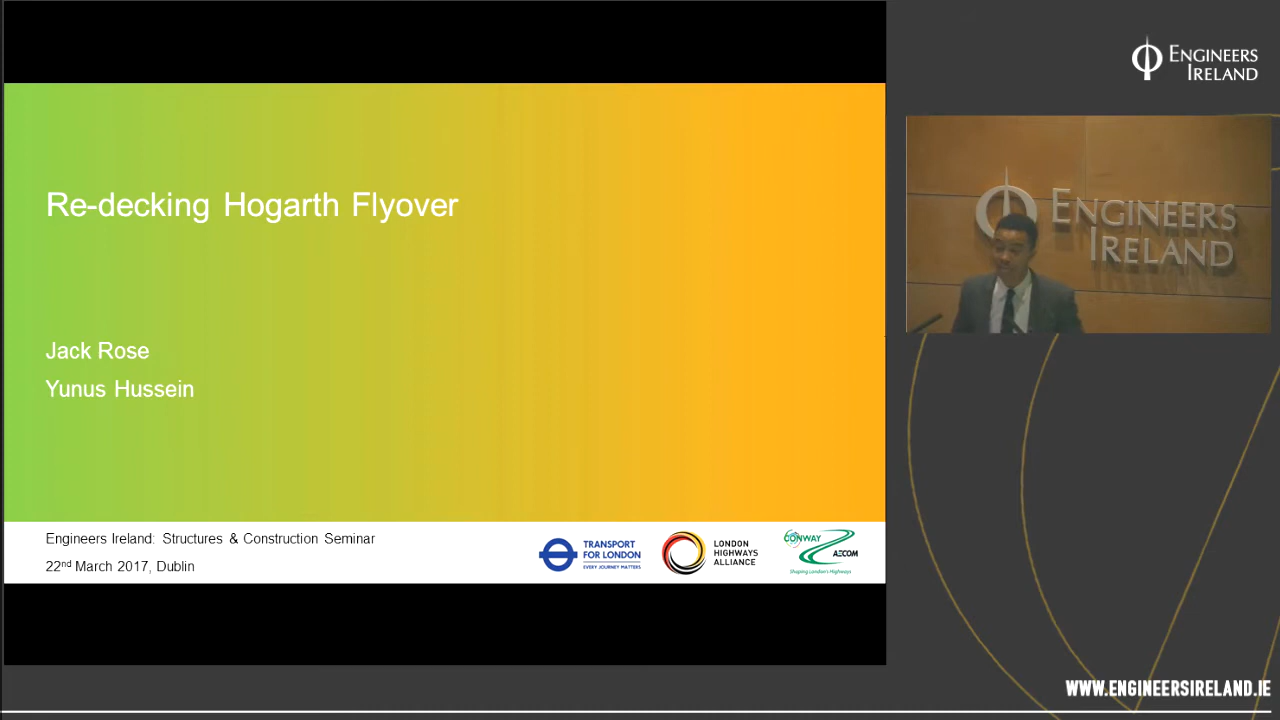 Re-decking Hogarth Flyover
Jack Rose
Yunus Hussein
Engineers Ireland: Structures & Construction Seminar
22nd March 2017, Dublin
TRANSPORT
FOR LONDON
EVERY JOURNEY MATTERS
LONDON
HIGHWAYS
ALLIANCE
CONWAY
AECOM
Shaping London's Highways
ENGINEERS
IRELAND
ENGINEERS
IRELAND
WWW.ENGINEERSIRELAND.IE